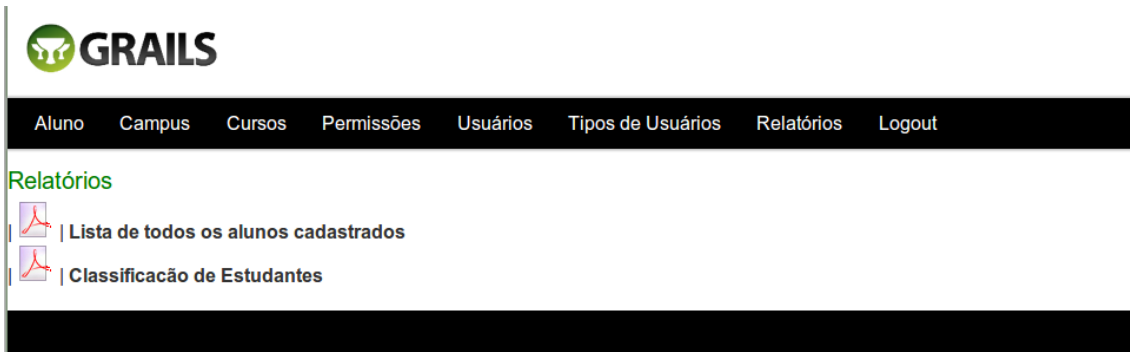 GRAILS
Aluno Campus Cursos Permissões Usuários Tipos de Usuários Relatórios Logout
Relatórios
| | Lista de todos os alunos cadastrados
| | Classificacão de Estudantes